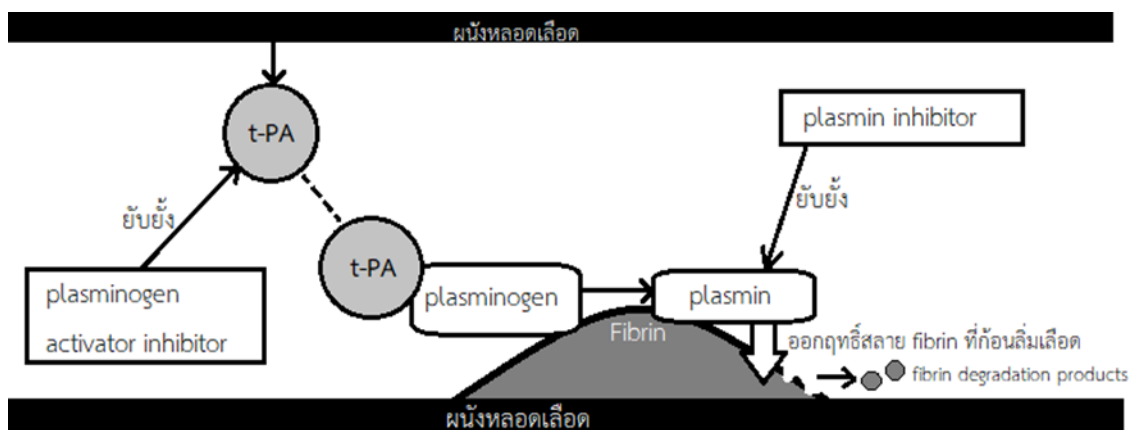 ผนังหลอดเลือด
t-PA
plasmin inhibitor
ยับยั้ง
ยับยั้ง
t-PA
plasminogen
activator inhibitor
plasminogen
plasmin
Fibrin
ออกฤทธิ์สลาย fibrin ที่ก้อนลิ่มเลือด
fibrin degradation products
ผนังหลอดเลือด